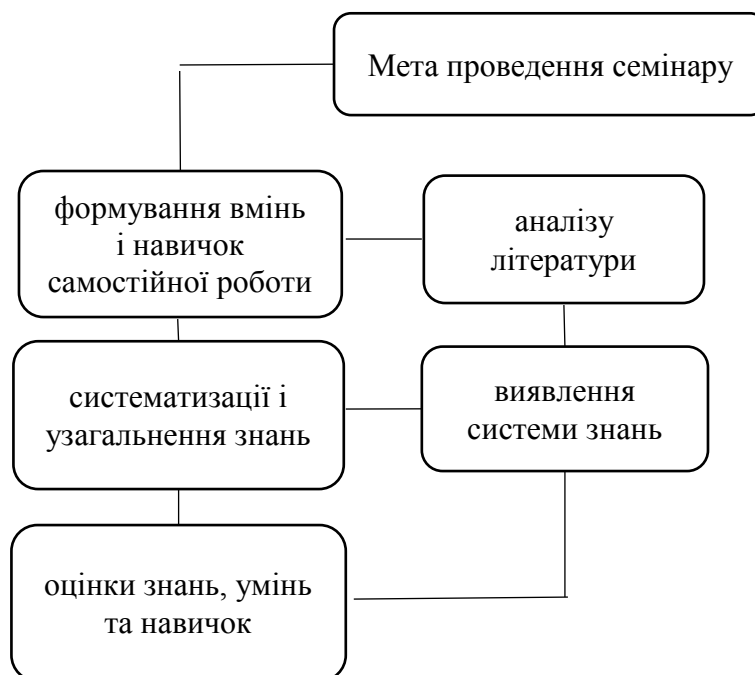 Мета проведення семінару
формування вмінь
і навичок
самостійної роботи
аналізу
літератури
систематизації і
узагальнення знань
виявлення
системи знань
оцінки знань, умінь
та навичок